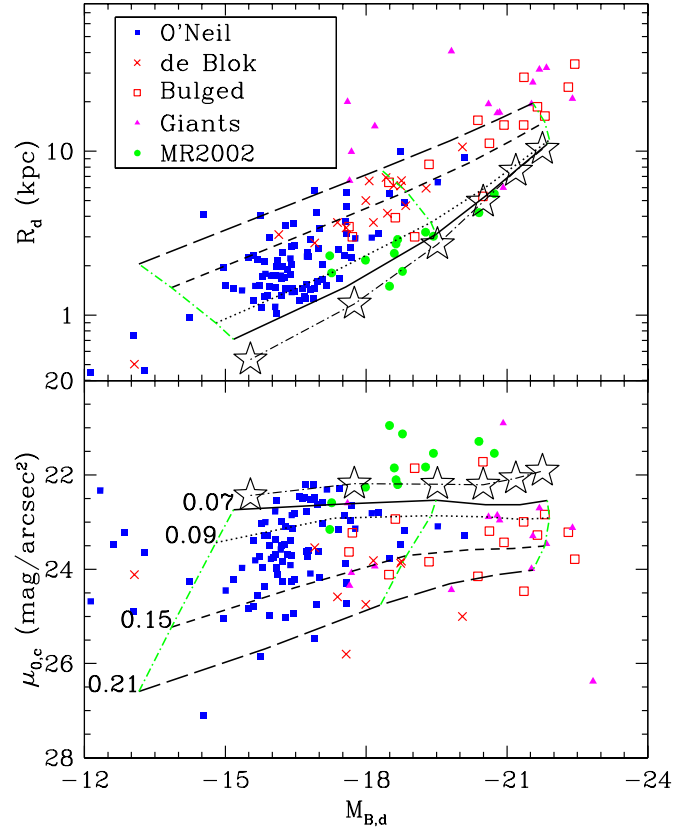 O'Neil
de Blok
Bulged
Giants
MR2002
R_d (kpc)
10
1
20
22
24
26
28
μ_0,c (mag/arcsec²)
0.07
0.09
0.15
0.21
−12 −15 −18 −21 −24
M_B,d